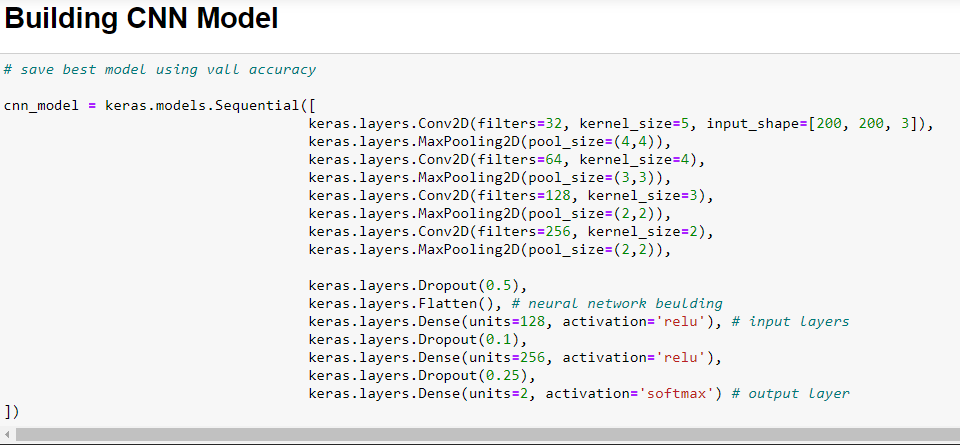 Building CNN Model
# save best model using vall accuracy
cnn_model = keras.models.Sequential([
keras.layers.Conv2D(filters=32, kernel_size=5, input_shape=[200, 200, 3]),
keras.layers.MaxPooling2D(pool_size=(4,4)),
keras.layers.Conv2D(filters=64, kernel_size=4),
keras.layers.MaxPooling2D(pool_size=(3,3)),
keras.layers.Conv2D(filters=128, kernel_size=3),
keras.layers.MaxPooling2D(pool_size=(2,2)),
keras.layers.Conv2D(filters=256, kernel_size=2),
keras.layers.MaxPooling2D(pool_size=(2,2)),
keras.layers.Dropout(0.5),
keras.layers.Flatten(), # neural network beulding
keras.layers.Dense(units=128, activation='relu'), # input layers
keras.layers.Dropout(0.1),
keras.layers.Dense(units=256, activation='relu'),
keras.layers.Dropout(0.25),
keras.layers.Dense(units=2, activation='softmax') # output layer
])